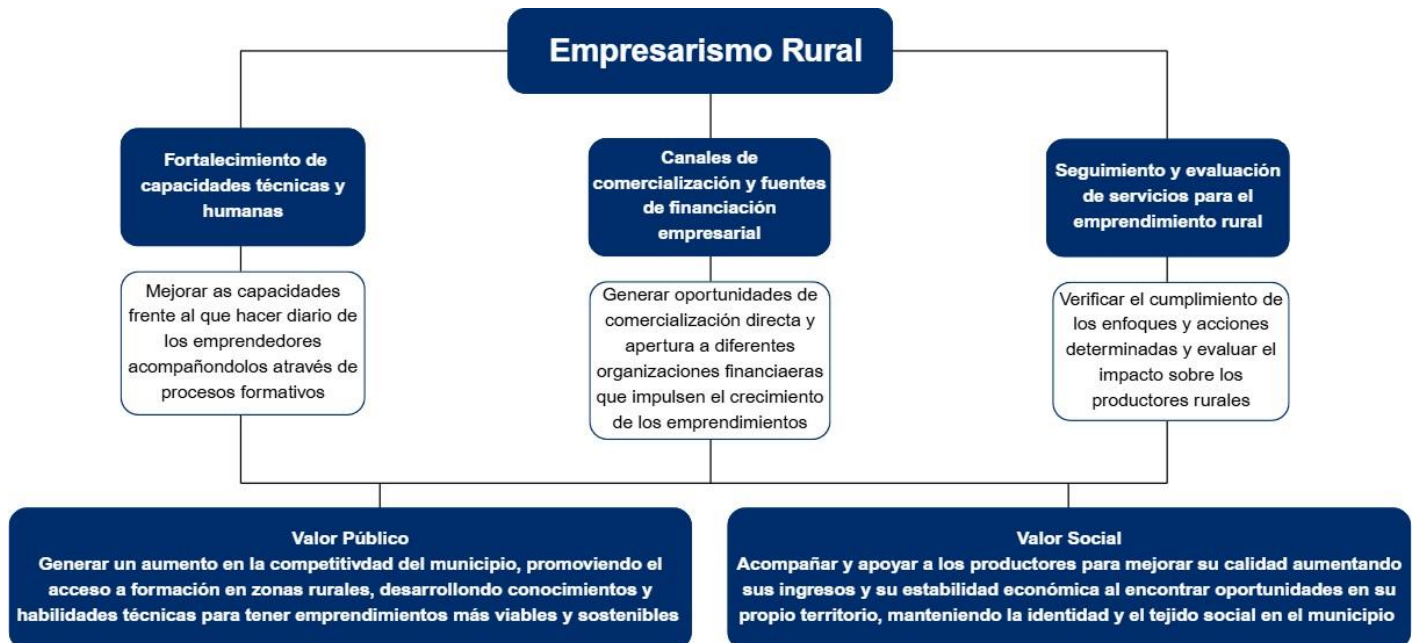 Empresarismo Rural
Fortalecimiento de
capacidades técnicas y
humanas
Mejorar as capacidades
frente al que hacer diario de
los emprendedores
acompañondolos através de
procesos formativos
Canales de
comercialización y fuentes
de financiación
empresarial
Generar oportunidades de
comercialización directa y
apertura a diferentes
organizaciones financiaeras
que impulsen el crecimiento
de los emprendimientos
Seguimiento y evaluación
de servicios para el
emprendimiento rural
Verificar el cumplimiento de
los enfoques y acciones
determinadas y evaluar el
impacto sobre los
productores rurales
Valor Público
Generar un aumento en la competitivdad del municipio, promoviendo el
acceso a formación en zonas rurales, desarrollondo conocimientos y
habilidades técnicas para tener emprendimientos más viables y sostenibles
Valor Social
Acompañar y apoyar a los productores para mejorar su calidad aumentando
sus ingresos y su estabilidad económica al encontrar oportunidades en su
propio territorio, manteniendo la identidad y el tejido social en el municipio